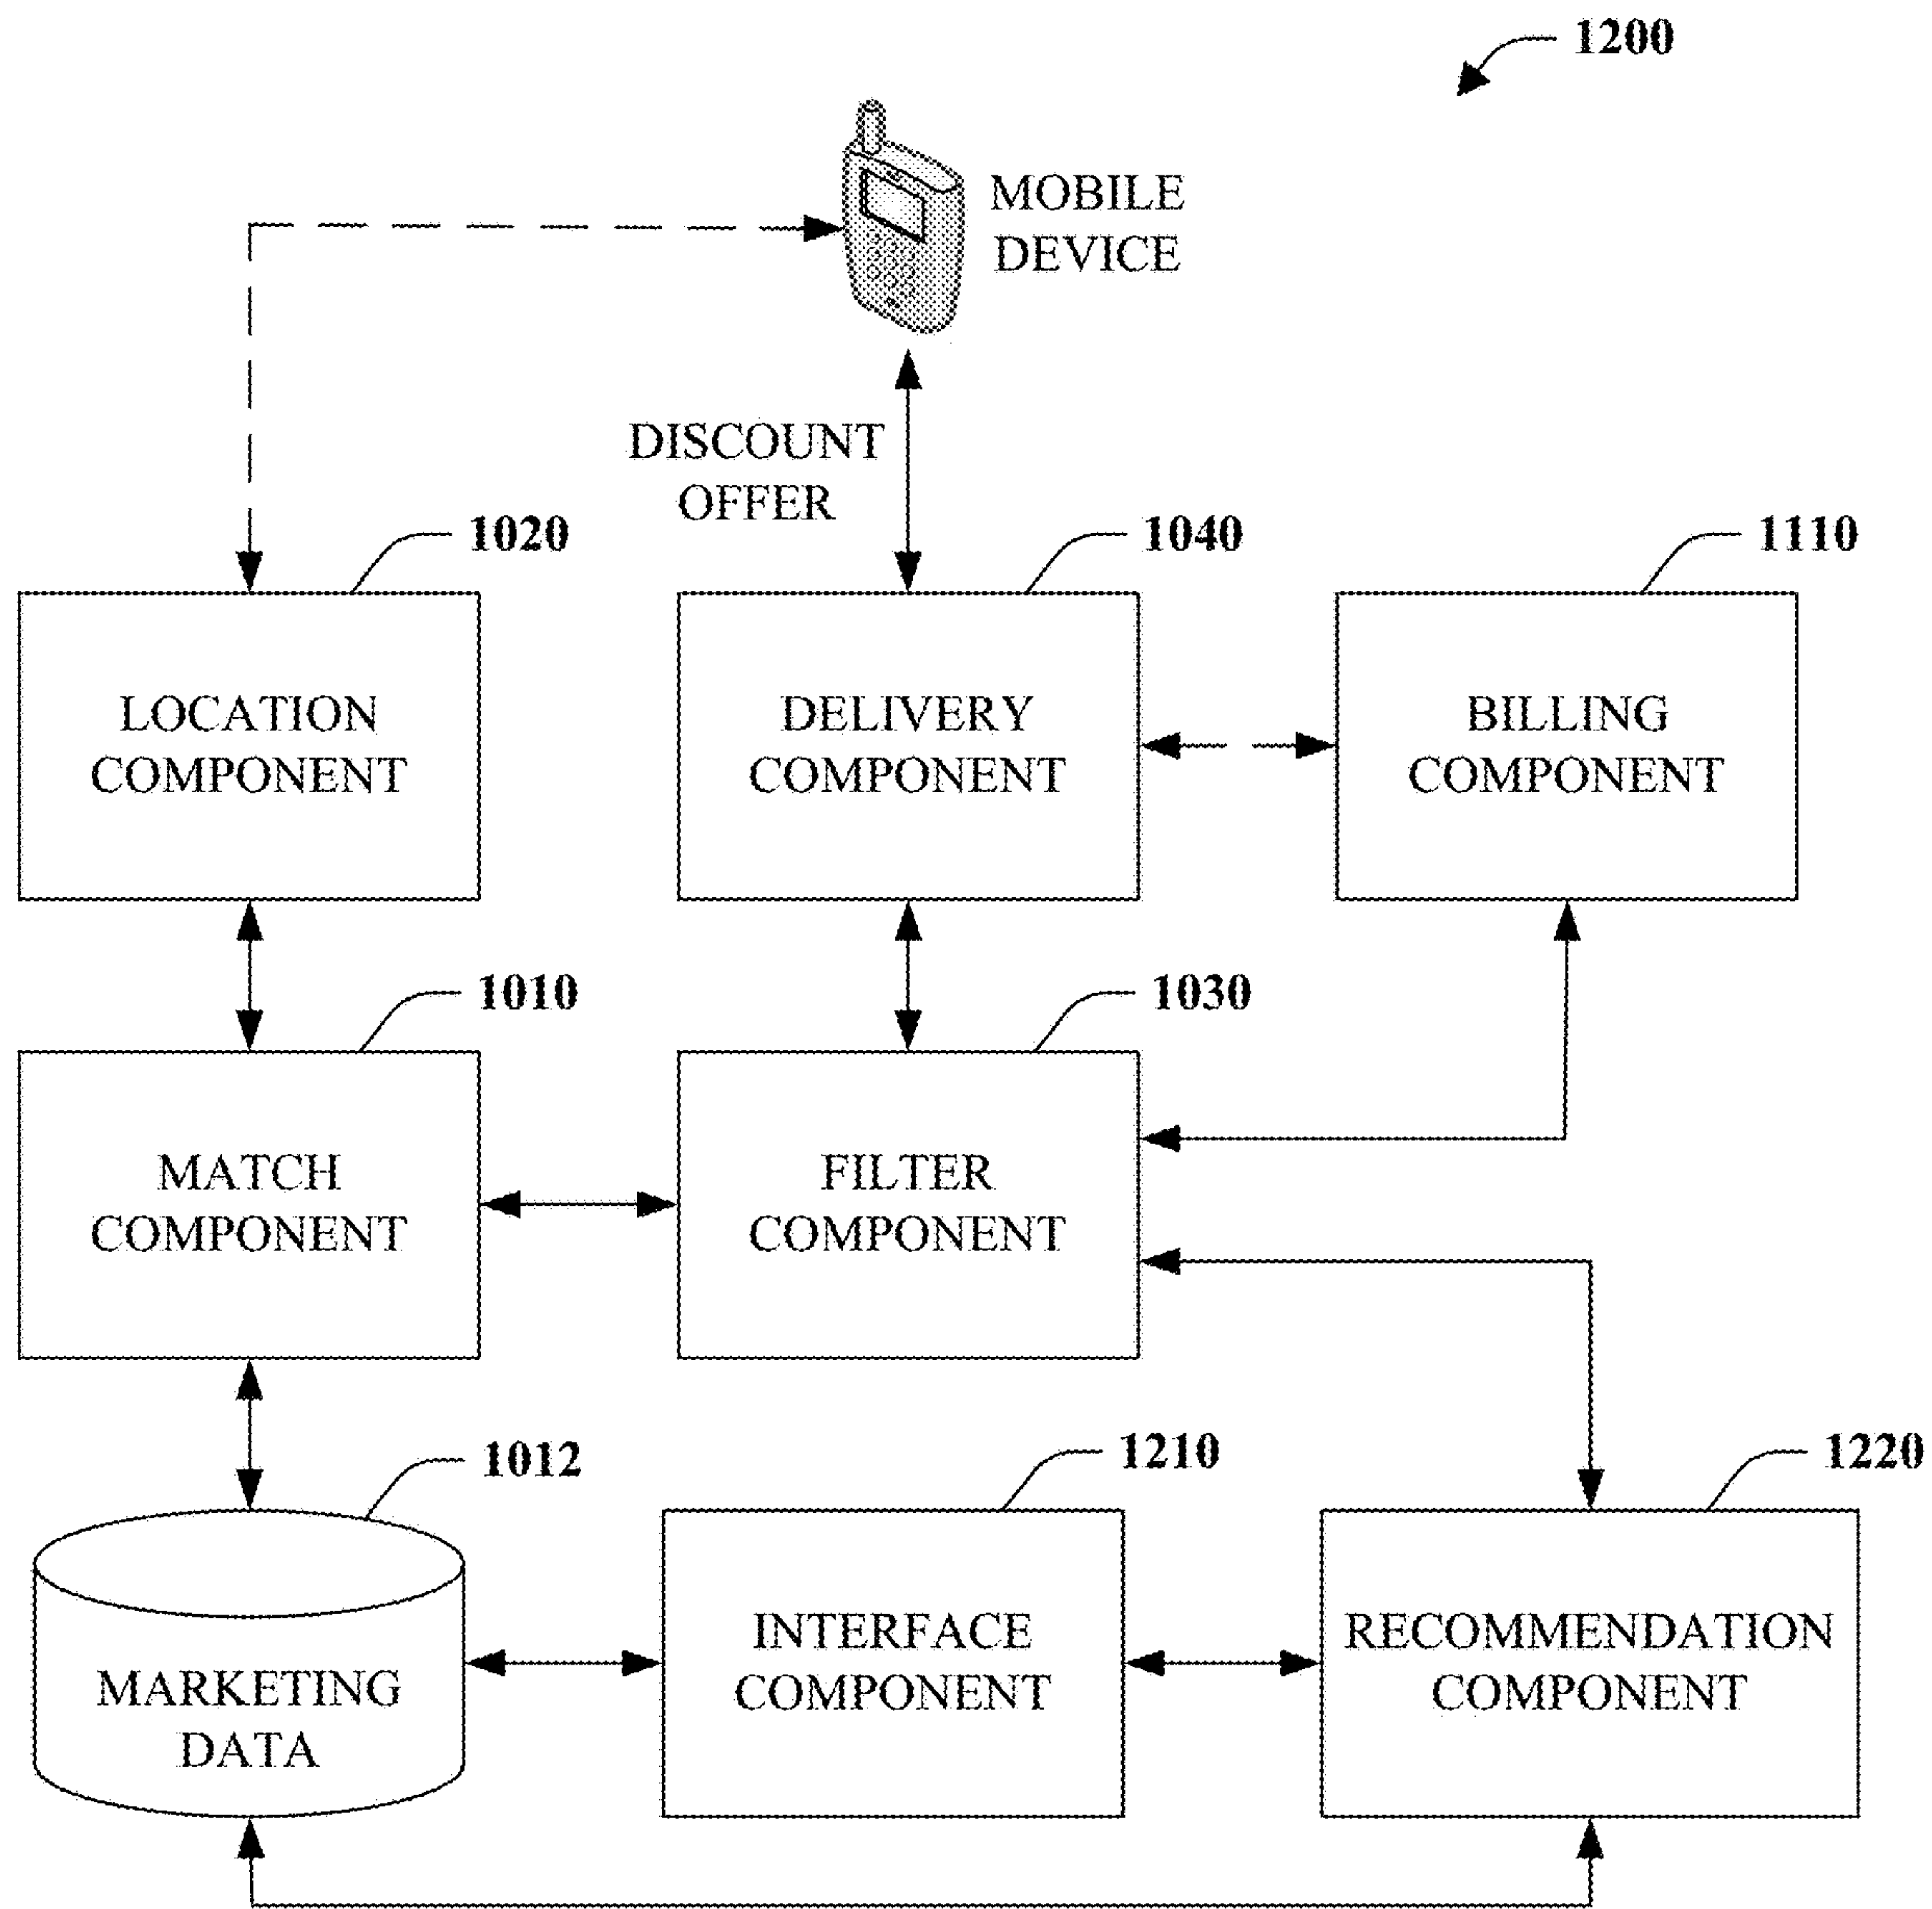 1200
MOBILE
DEVICE
DISCOUNT
OFFER
1020
1040
1110
LOCATION
COMPONENT
DELIVERY
COMPONENT
BILLING
COMPONENT
1010
1030
MATCH
COMPONENT
FILTER
COMPONENT
1012
1210
1220
MARKETING
DATA
INTERFACE
COMPONENT
RECOMMENDATION
COMPONENT